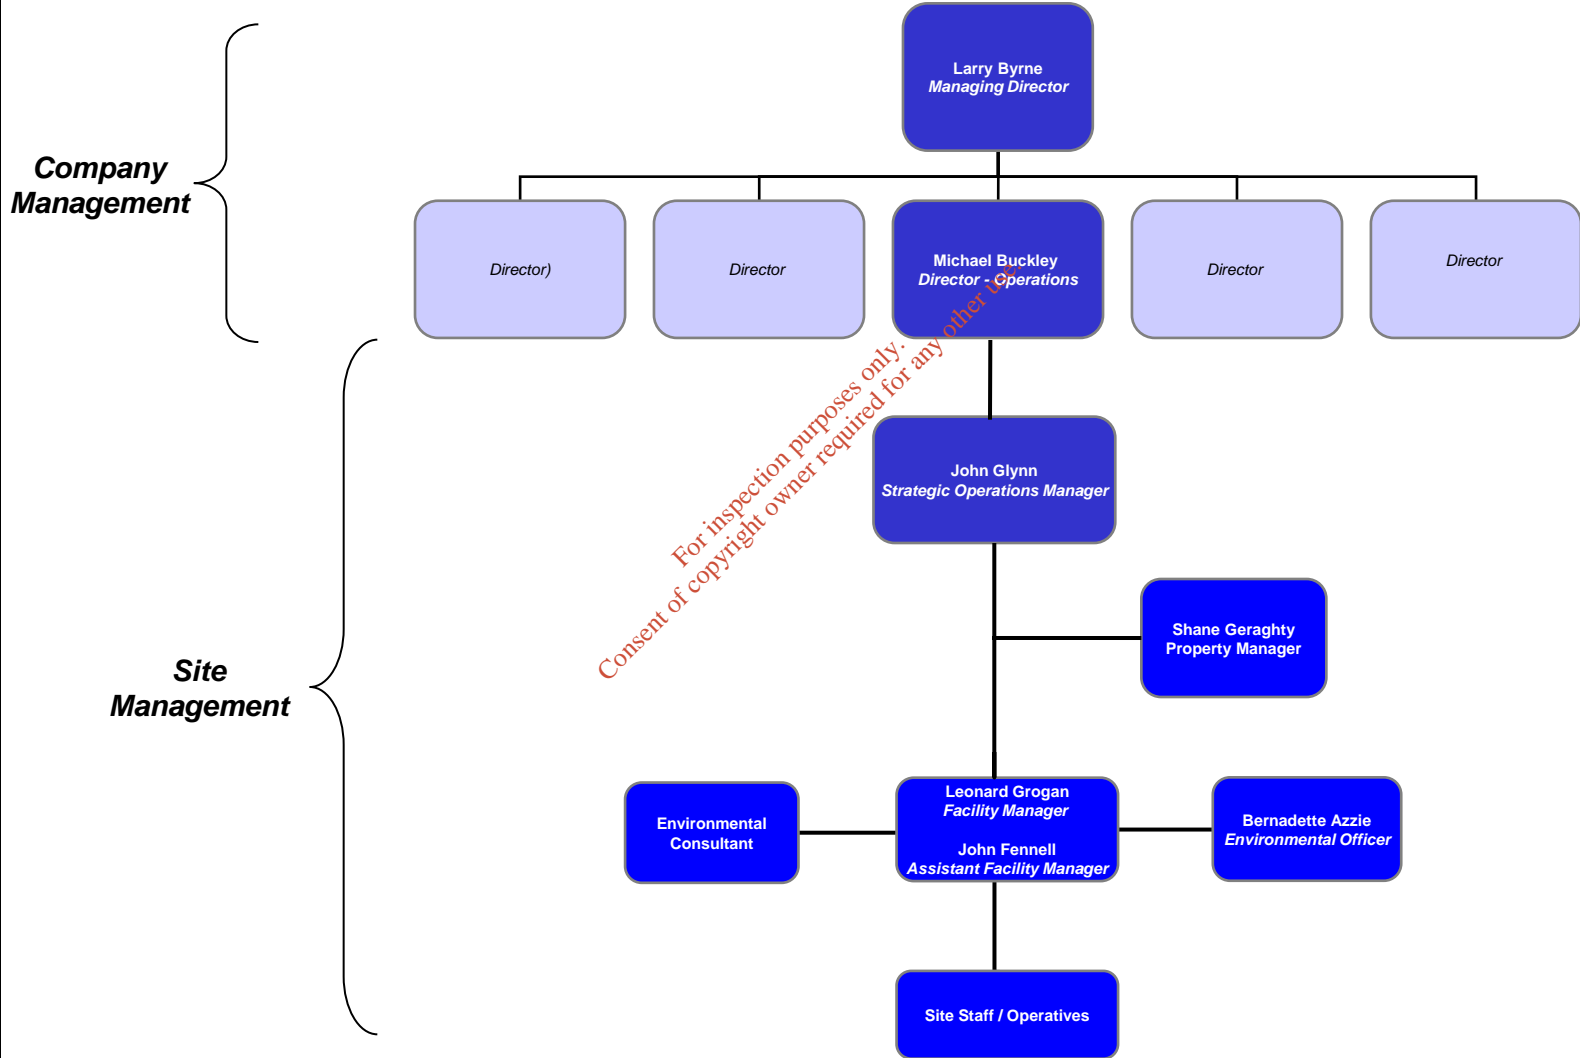 Larry Byrne
Managing Director
Company
Management
Director)
Director
Michael Buckley
Director - Operations
Director
Director
For inspection purposes only.
Consent of copyright owner required for any other use.
John Glynn
Strategic Operations Manager
Shane Geraghty
Property Manager
Site
Management
Environmental
Consultant
Leonard Grogan
Facility Manager
John Fennell
Assistant Facility Manager
Bernadette Azzie
Environmental Officer
Site Staff / Operatives